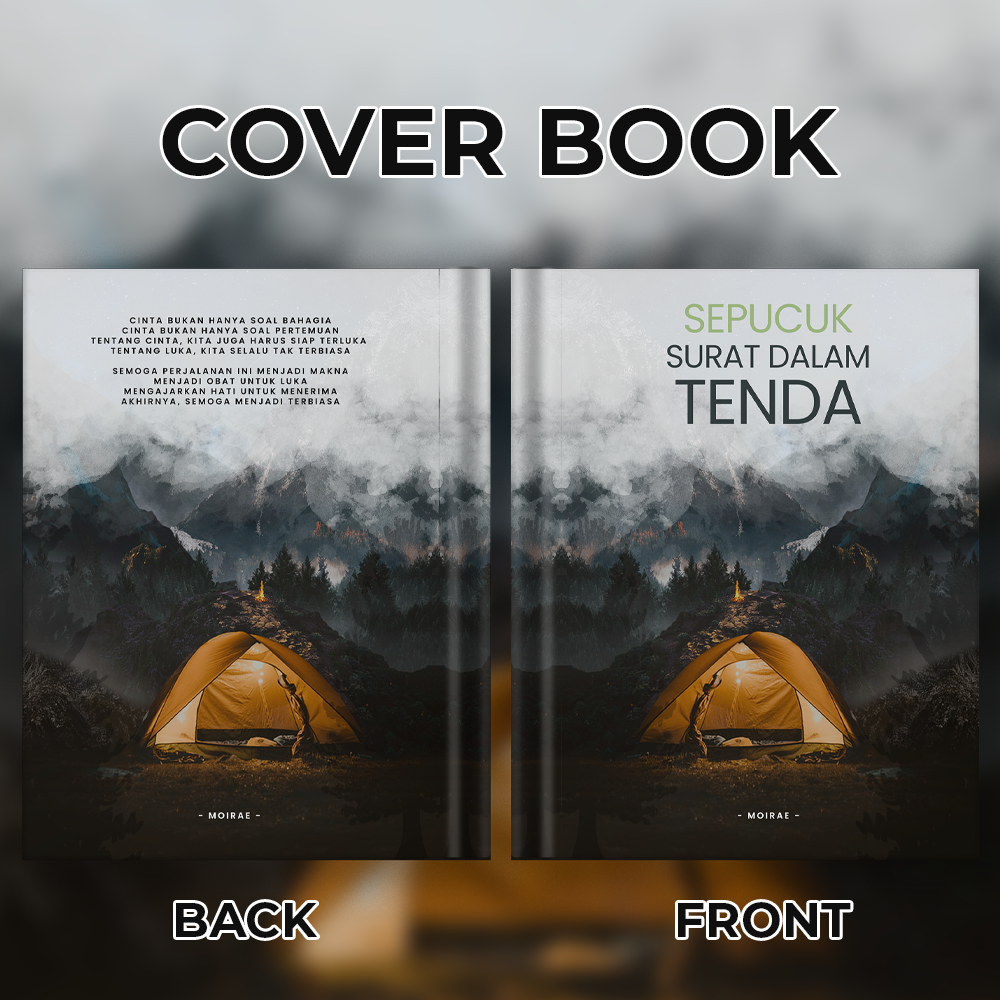 COVER BOOK
CINTA BUKAN HANYA SOAL BAHAGIA
CINTA BUKAN HANYA SOAL PERTEMUAN
TENTANG CINTA, KITA JUGA HARUS SIAP TERLUKA
TENTANG LUKA, KITA SELALU TAK TERBIASA
SEMOGA PERJALANAN INI MENJADI MAKNA
MENJADI OBAT UNTUK LUKA
MENGAJARKAN HATI UNTUK MENERIMA
AKHIRNYA, SEMOGA MENJADI TERBIASA
- MOIRAE -
SEPUCUK
SURAT DALAM
TENDA
- MOIRAE -
BACK
FRONT